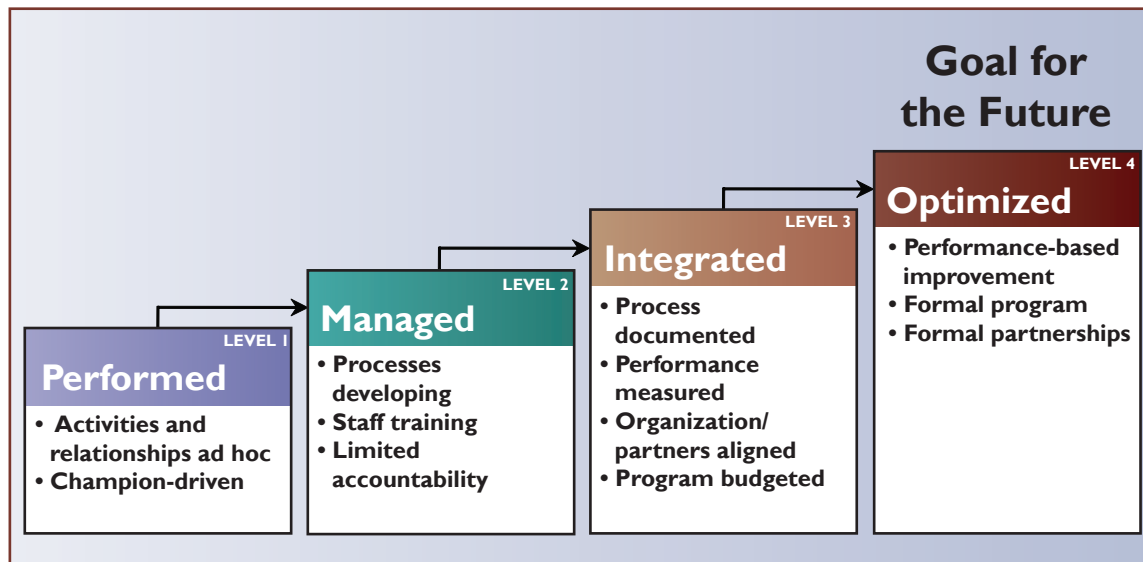 Goal for
the Future
LEVEL 1
Performed
• Activities and
relationships ad hoc
• Champion-driven
LEVEL 2
Managed
• Processes
developing
• Staff training
• Limited
accountability
LEVEL 3
Integrated
• Process
documented
• Performance
measured
• Organization/
partners aligned
• Program budgeted
LEVEL 4
Optimized
• Performance-based
improvement
• Formal program
• Formal partnerships